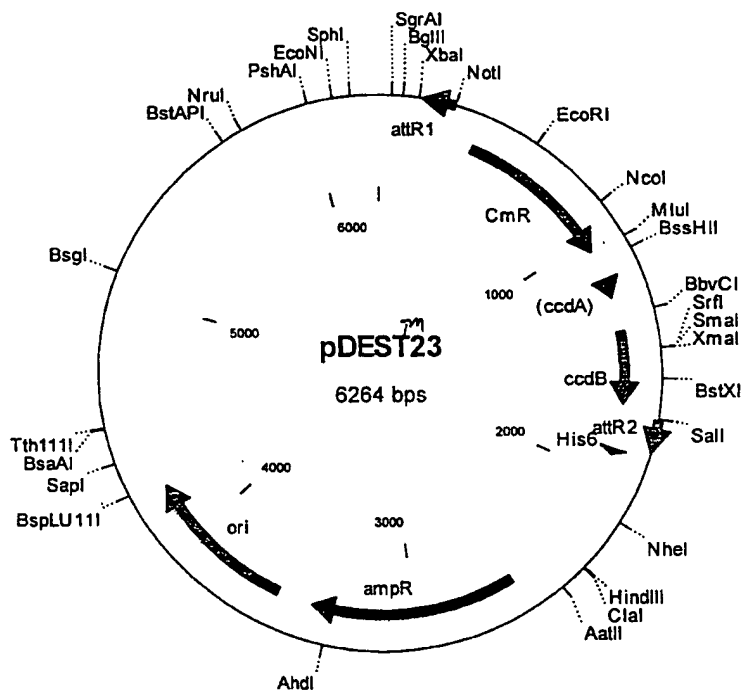 SgrAI
BglII
XbaI
NotI
SphI
EcoNI
PshAI
NruI
BstAPI
attR1
EcoRI
NcoI
MluI
BssHII
CmR
6000
1000
(ccdA)
BbvCI
SrfI
SmaI
XmaI
BsgI
5000
TM
pDEST23
6264 bps
ccdB
BstXI
attR2
SalI
His6
2000
Tth111I
BsaAI
SapI
BspLU11I
4000
ori
3000
ampR
NheI
HindIII
ClaI
AatII
AhdI